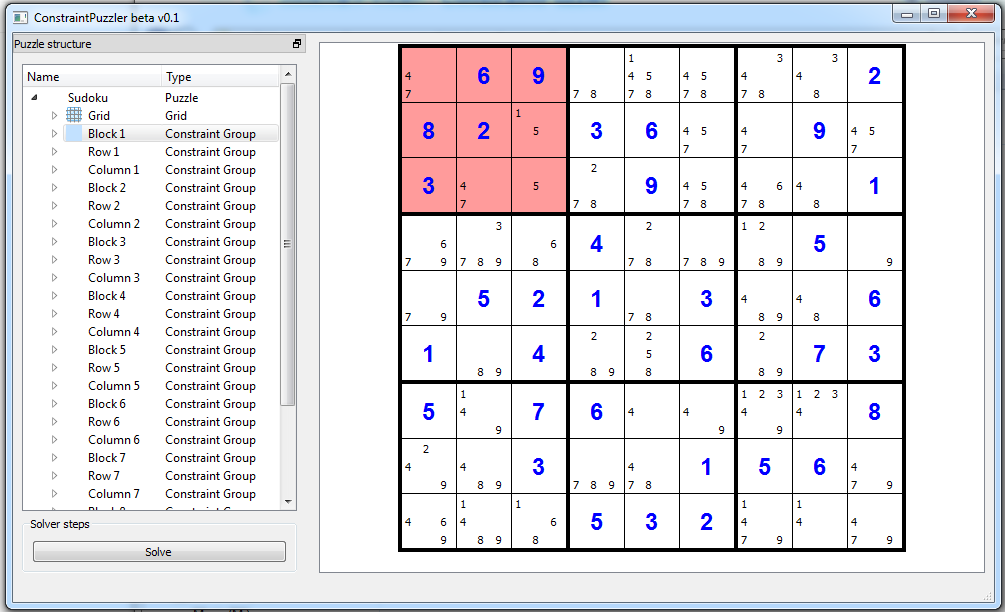 ConstraintPuzzler beta v0.1
Puzzle structure
Name Type
Sudoku Puzzle
Grid Grid
Block 1 Constraint Group
Row 1 Constraint Group
Column 1 Constraint Group
Block 2 Constraint Group
Row 2 Constraint Group
Column 2 Constraint Group
Block 3 Constraint Group
Row 3 Constraint Group
Column 3 Constraint Group
Block 4 Constraint Group
Row 4 Constraint Group
Column 4 Constraint Group
Block 5 Constraint Group
Row 5 Constraint Group
Column 5 Constraint Group
Block 6 Constraint Group
Row 6 Constraint Group
Column 6 Constraint Group
Block 7 Constraint Group
Row 7 Constraint Group
Column 7 Constraint Group
Solver steps
Solve
1 3 3
4 6 9 4 5 4 5 4 4 2
7 7 8 7 8 7 8 7 8 8
1
8 2 5 3 6 4 5 4 9 4 5
7 7 7
2
3 4 5 9 4 5 4 6 4 1
7 7 8 7 8 7 8 8
3 2 1 2
6 6 4 5
7 9 7 8 9 8 7 8 7 8 9 8 9 9
5 2 1 3 4 4 6
7 9 7 8 8 9 8
2 2 2
1 4 5 6 7 3
8 9 8 9 8 8 9
1 1 2 3 1 2 3
5 4 7 6 4 4 4 4 8
9 9 9
2
4 4 3 4 1 5 6 4
9 8 9 7 8 9 7 8 7 9
1 1 1 1
4 6 4 6 5 3 2 4 4 4
9 8 9 8 7 9 7 9